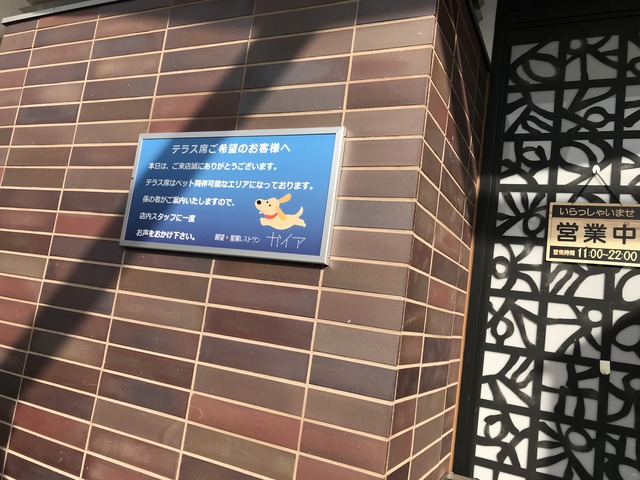 テラス席ご希望のお客様へ
本日は、ご来店誠にありがとうございます。
テラス席はペット同伴可能なエリアになっております。
係の者がご案内いたしますので、
店内スタッフに一度
お声をおかけ下さい。
展望・星園レストラン ガイア
いらっしゃいませ
営業中
営業時間 11:00~22:00